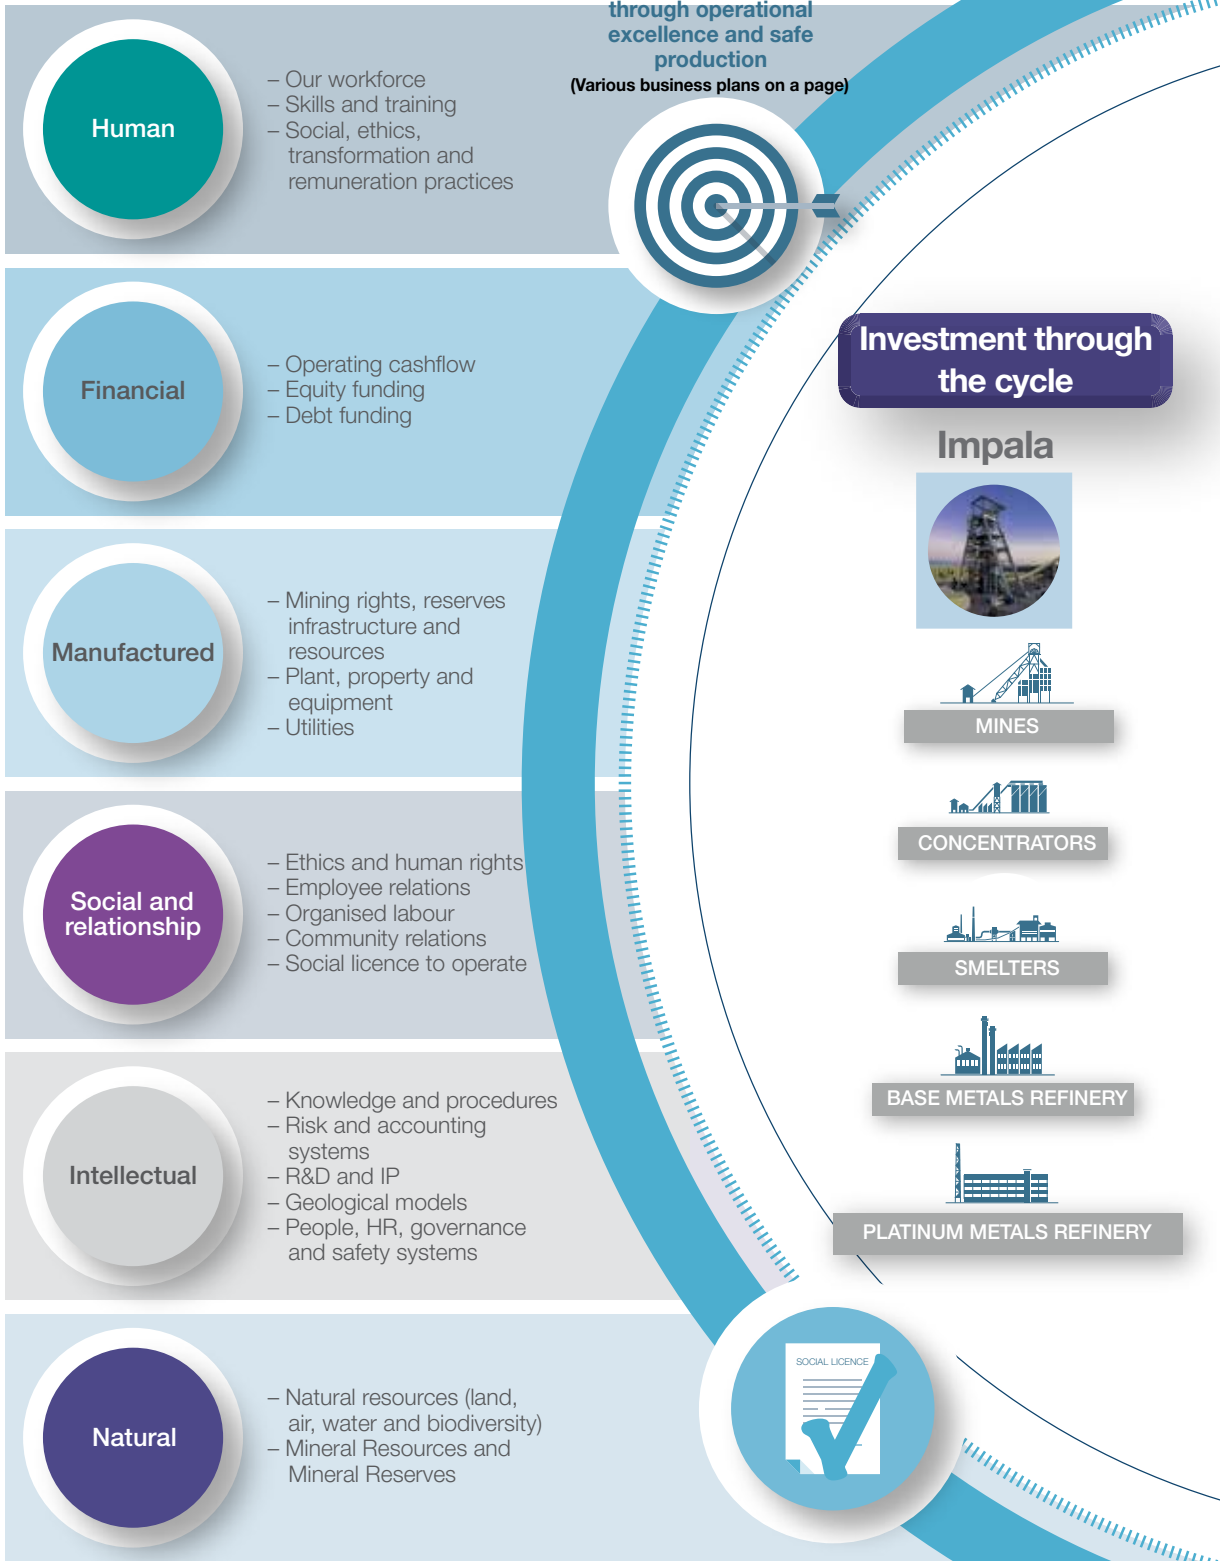 through operational
excellence and safe
production
(Various business plans on a page)
Human
– Our workforce
– Skills and training
– Social, ethics,
transformation and
remuneration practices
Financial
– Operating cashflow
– Equity funding
– Debt funding
Manufactured
– Mining rights, reserves
infrastructure and
resources
– Plant, property and
equipment
– Utilities
Social and
relationship
– Ethics and human rights
– Employee relations
– Organised labour
– Community relations
– Social licence to operate
Intellectual
– Knowledge and procedures
– Risk and accounting
systems
– R&D and IP
– Geological models
– People, HR, governance
and safety systems
Natural
– Natural resources (land,
air, water and biodiversity)
– Mineral Resources and
Mineral Reserves
Investment through
the cycle
Impala
MINES
CONCENTRATORS
SMELTERS
BASE METALS REFINERY
PLATINUM METALS REFINERY
SOCIAL LICENCE